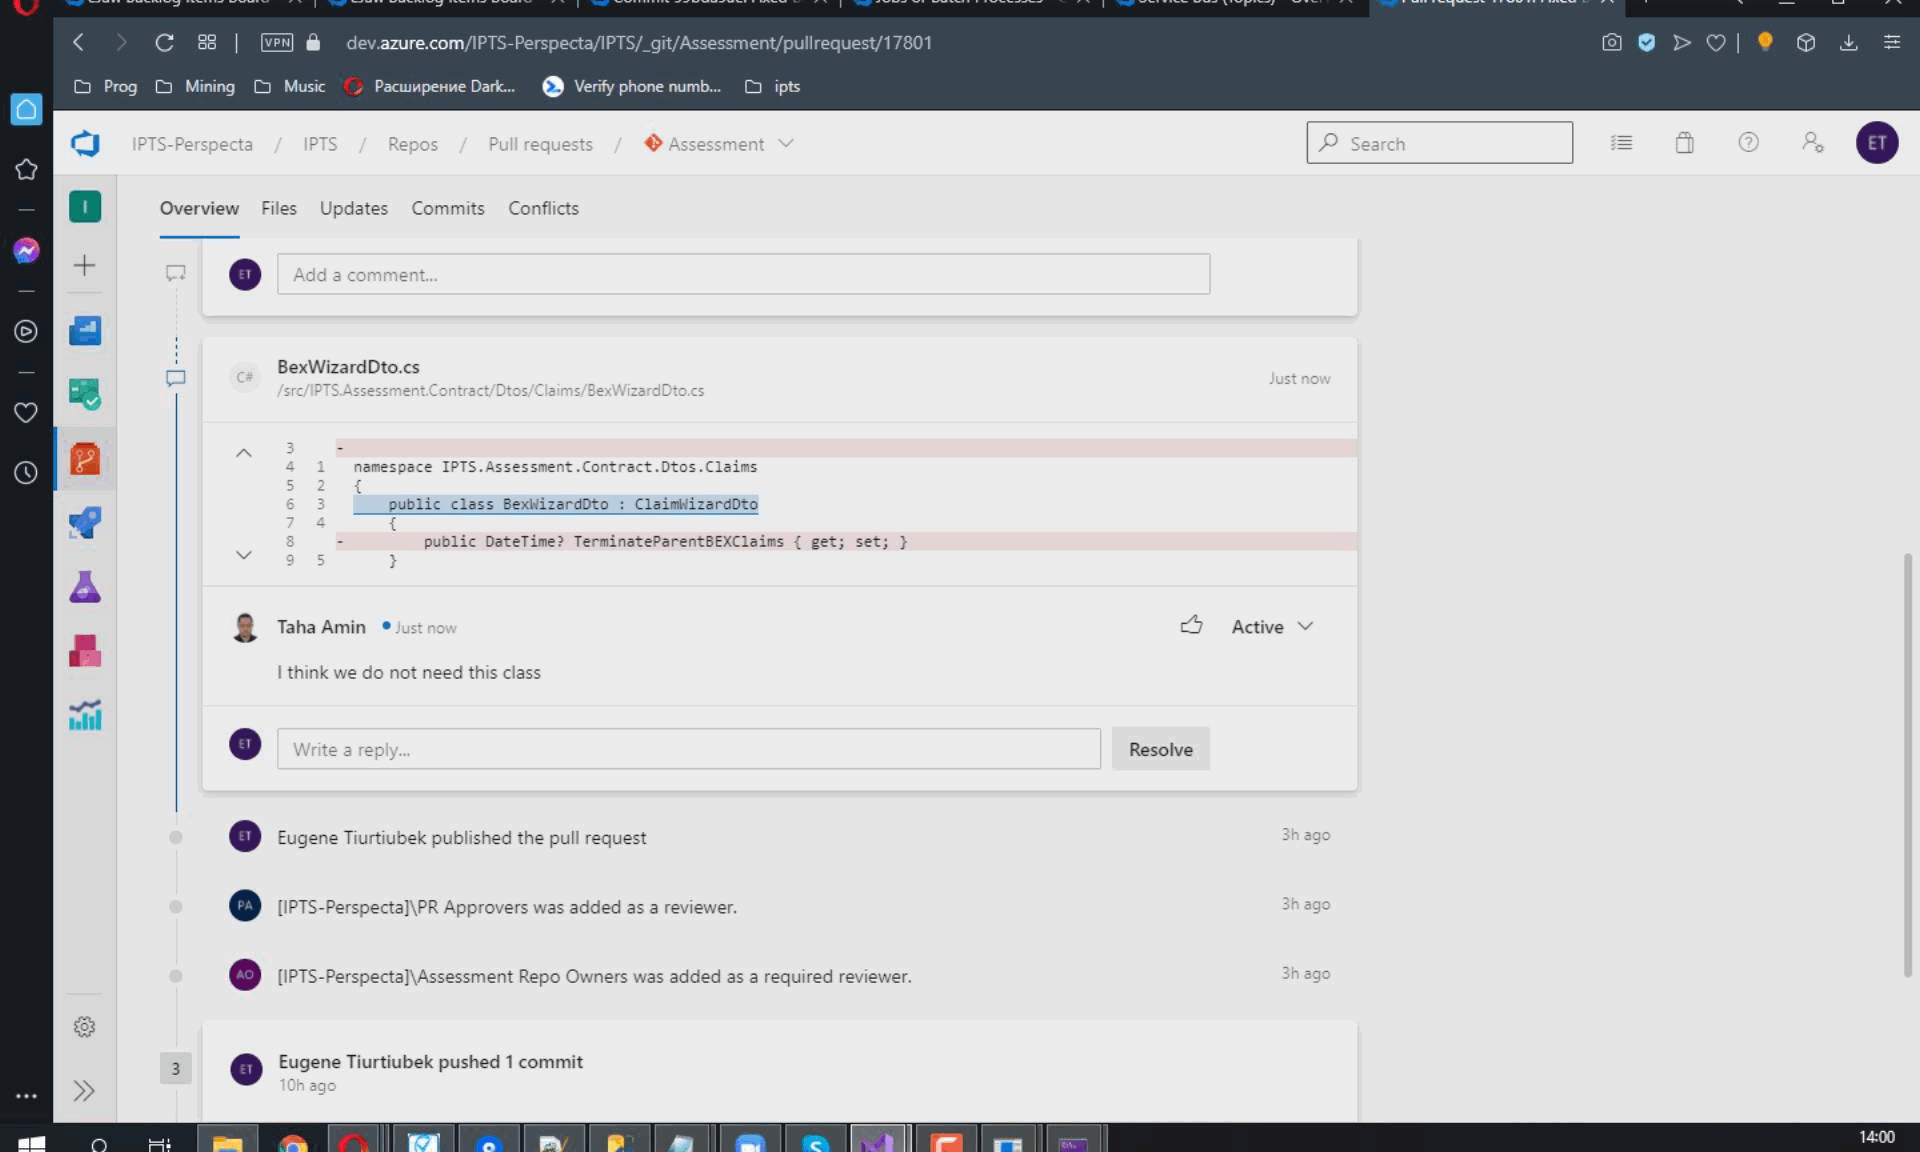 VPN
dev.azure.com/IPTS-Perspecta/IPTS/_git/Assessment/pullrequest/17801
Prog
Mining
Music
Расширение Dark...
Verify phone numb...
ipts
IPTS-Perspecta / IPTS / Repos / Pull requests / Assessment
Search
ET
I
Overview
Files
Updates
Commits
Conflicts
ET
Add a comment...
C#
BexWizardDto.cs
/src/IPTS.Assessment.Contract/Dtos/Claims/BexWizardDto.cs
Just now
3 -
4 1 namespace IPTS.Assessment.Contract.Dtos.Claims
5 2 {
6 3 public class BexWizardDto : ClaimWizardDto
7 4 {
8 - public DateTime? TerminateParentBEXClaims { get; set; }
9 5 }
Taha Amin
Just now
Active
I think we do not need this class
ET
Write a reply...
Resolve
ET
Eugene Tiurtiubek published the pull request
3h ago
PA
[IPTS-Perspecta]\PR Approvers was added as a reviewer.
3h ago
AO
[IPTS-Perspecta]\Assessment Repo Owners was added as a required reviewer.
3h ago
3
ET
Eugene Tiurtiubek pushed 1 commit
10h ago
14:00